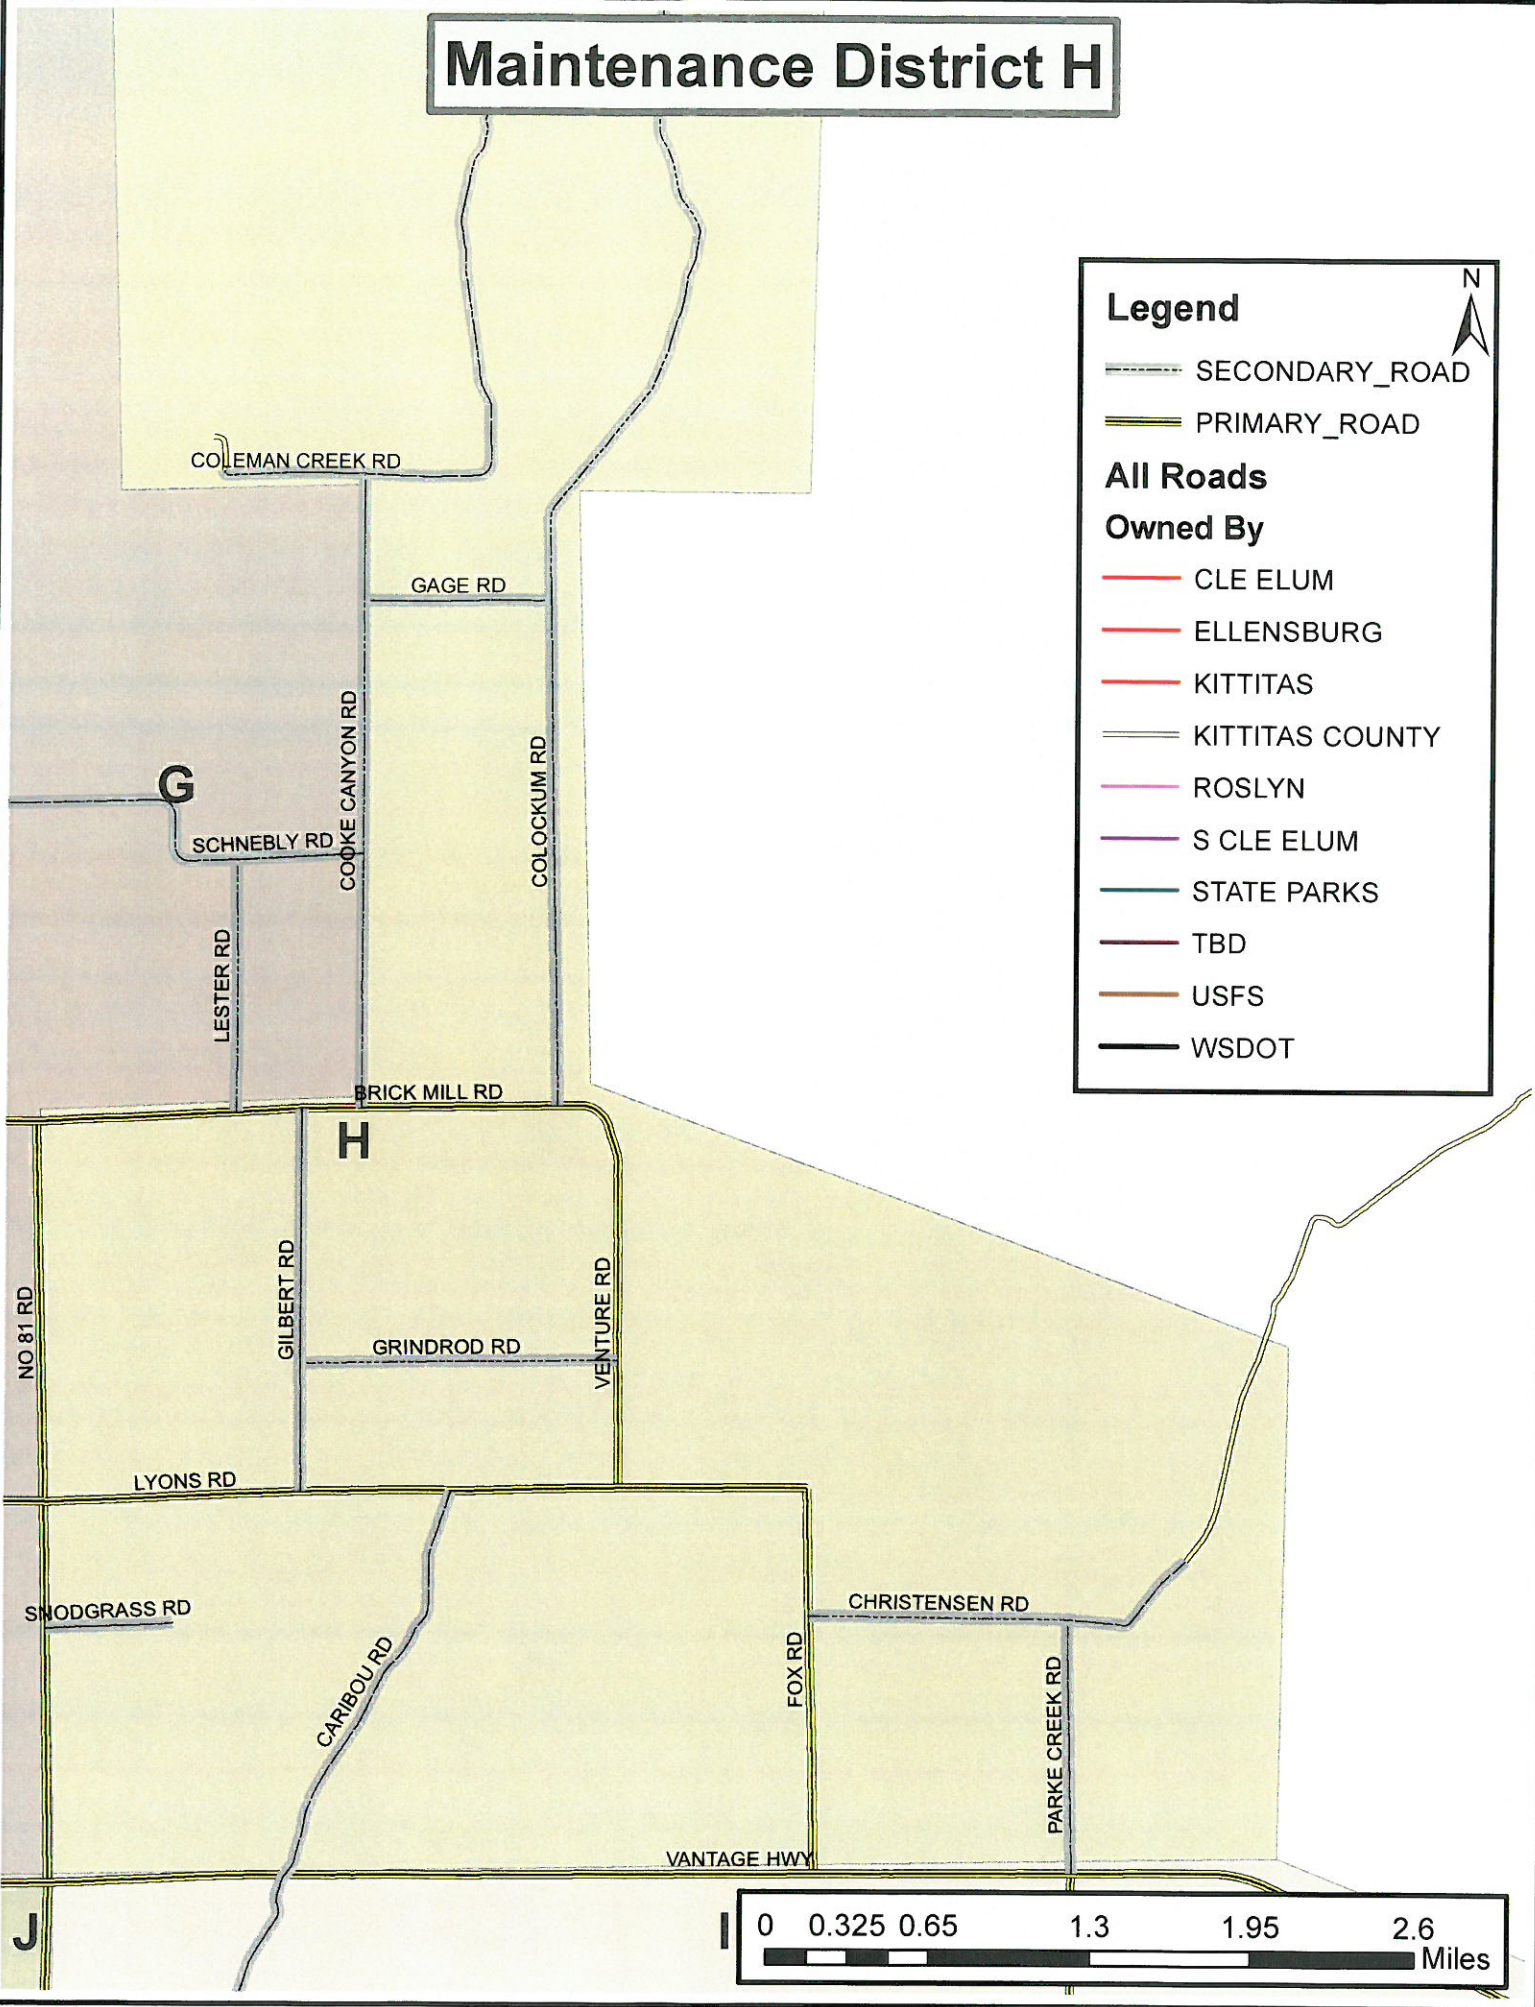 Maintenance District H
N
Legend
SECONDARY_ROAD
PRIMARY_ROAD
All Roads
Owned By
CLE ELUM
ELLENSBURG
KITTITAS
KITTITAS COUNTY
ROSLYN
S CLE ELUM
STATE PARKS
TBD
USFS
WSDOT
COLEMAN CREEK RD
GAGE RD
COOKE CANYON RD
COLOCKUM RD
G
SCHNEBLY RD
LESTER RD
BRICK MILL RD
H
NO 81 RD
GILBERT RD
VENTURE RD
GRINDROD RD
LYONS RD
SNODGRASS RD
CARIBOU RD
CHRISTENSEN RD
FOX RD
PARKE CREEK RD
VANTAGE HWY
J
I
0 0.325 0.65 1.3 1.95 2.6
Miles